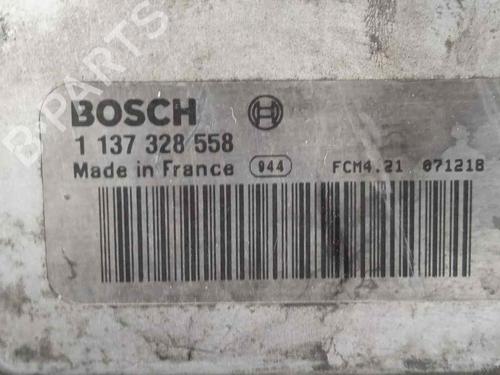 B-PARTS
BOSCH
1 137 328 558
Made in France 944 FCM4.21 071218